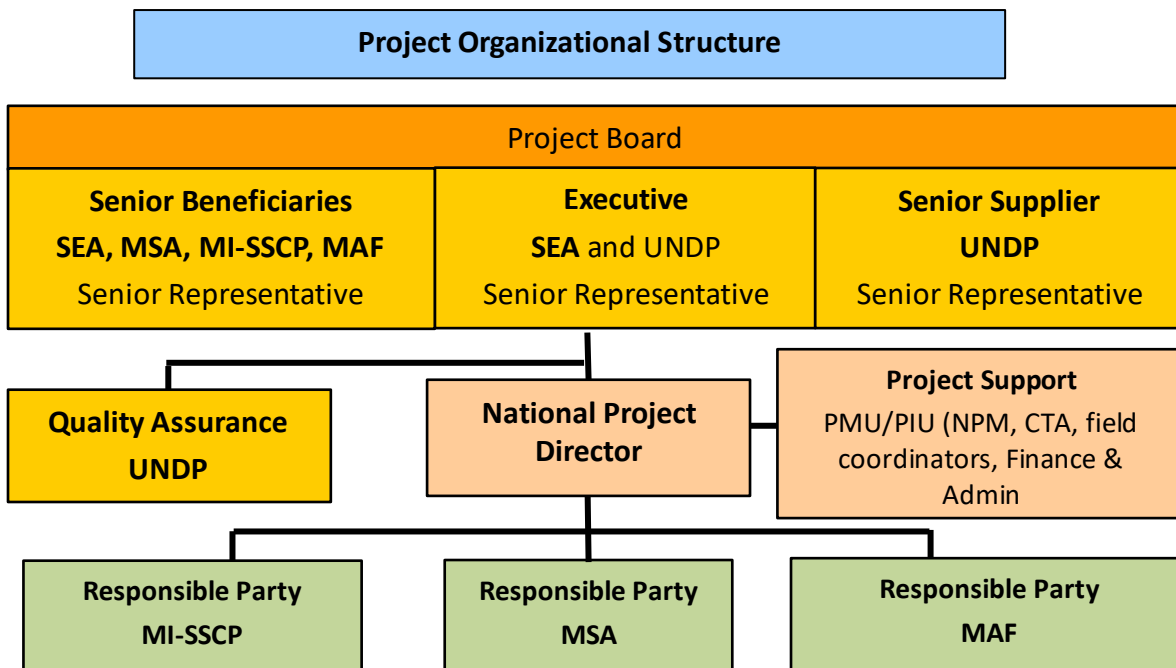 Project Organizational Structure
Project Board
Senior Beneficiaries
SEA, MSA, MI-SSCP, MAF
Senior Representative
Executive
SEA and UNDP
Senior Representative
Senior Supplier
UNDP
Senior Representative
Quality Assurance
UNDP
National Project
Director
Project Support
PMU/PIU (NPM, CTA, field
coordinators, Finance &
Admin
Responsible Party
MI-SSCP
Responsible Party
MSA
Responsible Party
MAF